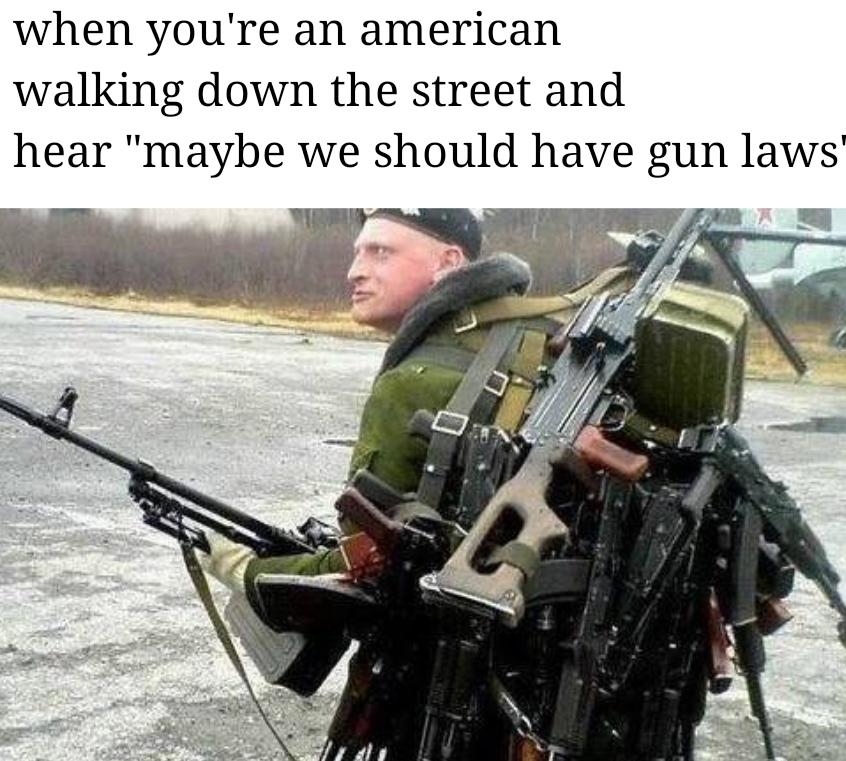 when you're an american
walking down the street and
hear "maybe we should have gun laws"